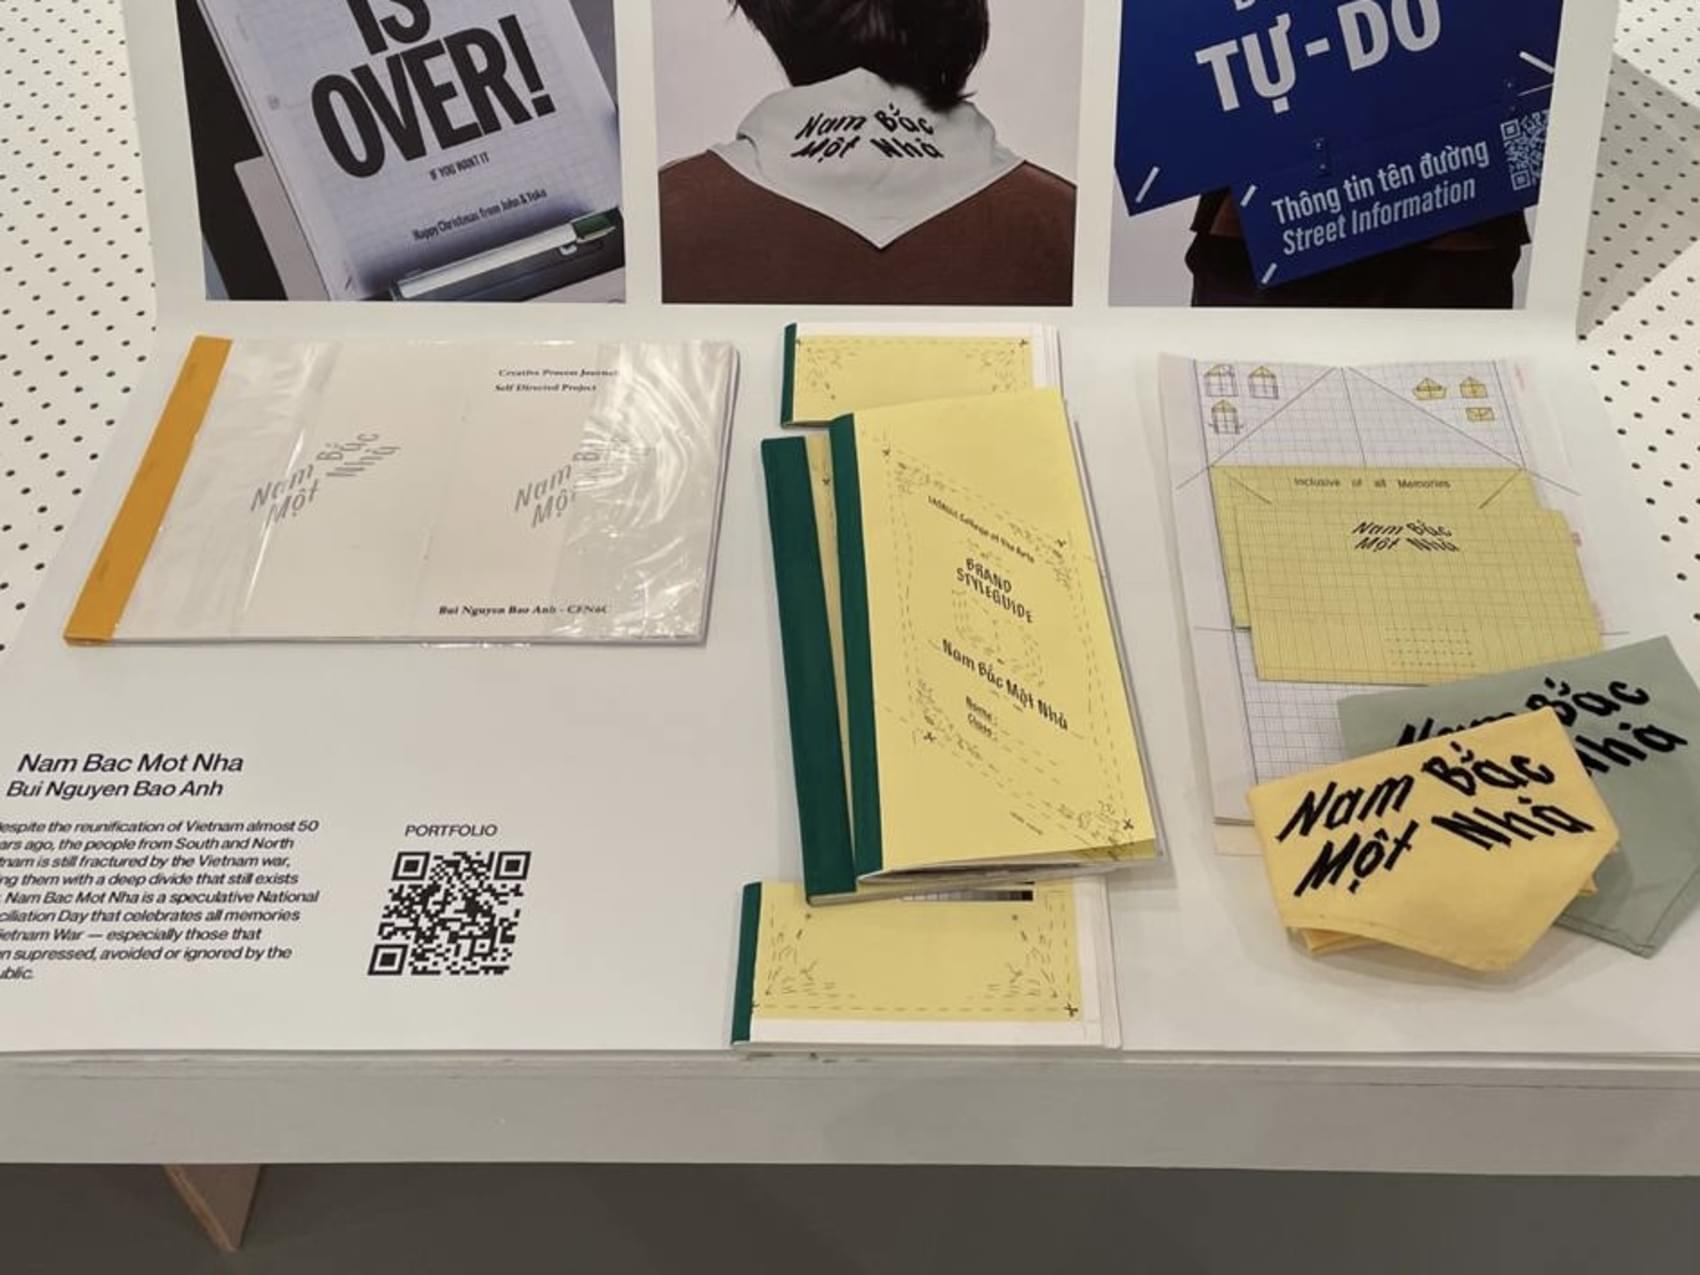 IS
OVER!
IF YOU WANT IT
Happy Christmas from John & Yoko
Nam Bắc
Một Nhà
TỰ-DO
Thông tin tên đường
Street Information
Creative Process Journal
Self Directed Project
Nam Bắc
Một Nhà
Nam Bắc
Một
Bui Nguyen Bao Anh -
LASALLE College of the Arts
BRAND
STYLEGUIDE
Nam Bắc Một Nhà
Name:
Class:
Inclusive of all Memories
Nam Bắc
Một Nhà
Nam Bắc
Nhà
Nam Bắc
Một Nhà
Nam Bac Mot Nha
Bui Nguyen Bao Anh
espite the reunification of Vietnam almost 50
ars ago, the people from South and North
tnam is still fractured by the Vietnam war,
ing them with a deep divide that still exists
Nam Bac Mot Nha is a speculative National
ciliation Day that celebrates all memories
ietnam War — especially those that
n supressed, avoided or ignored by the
ublic.
PORTFOLIO